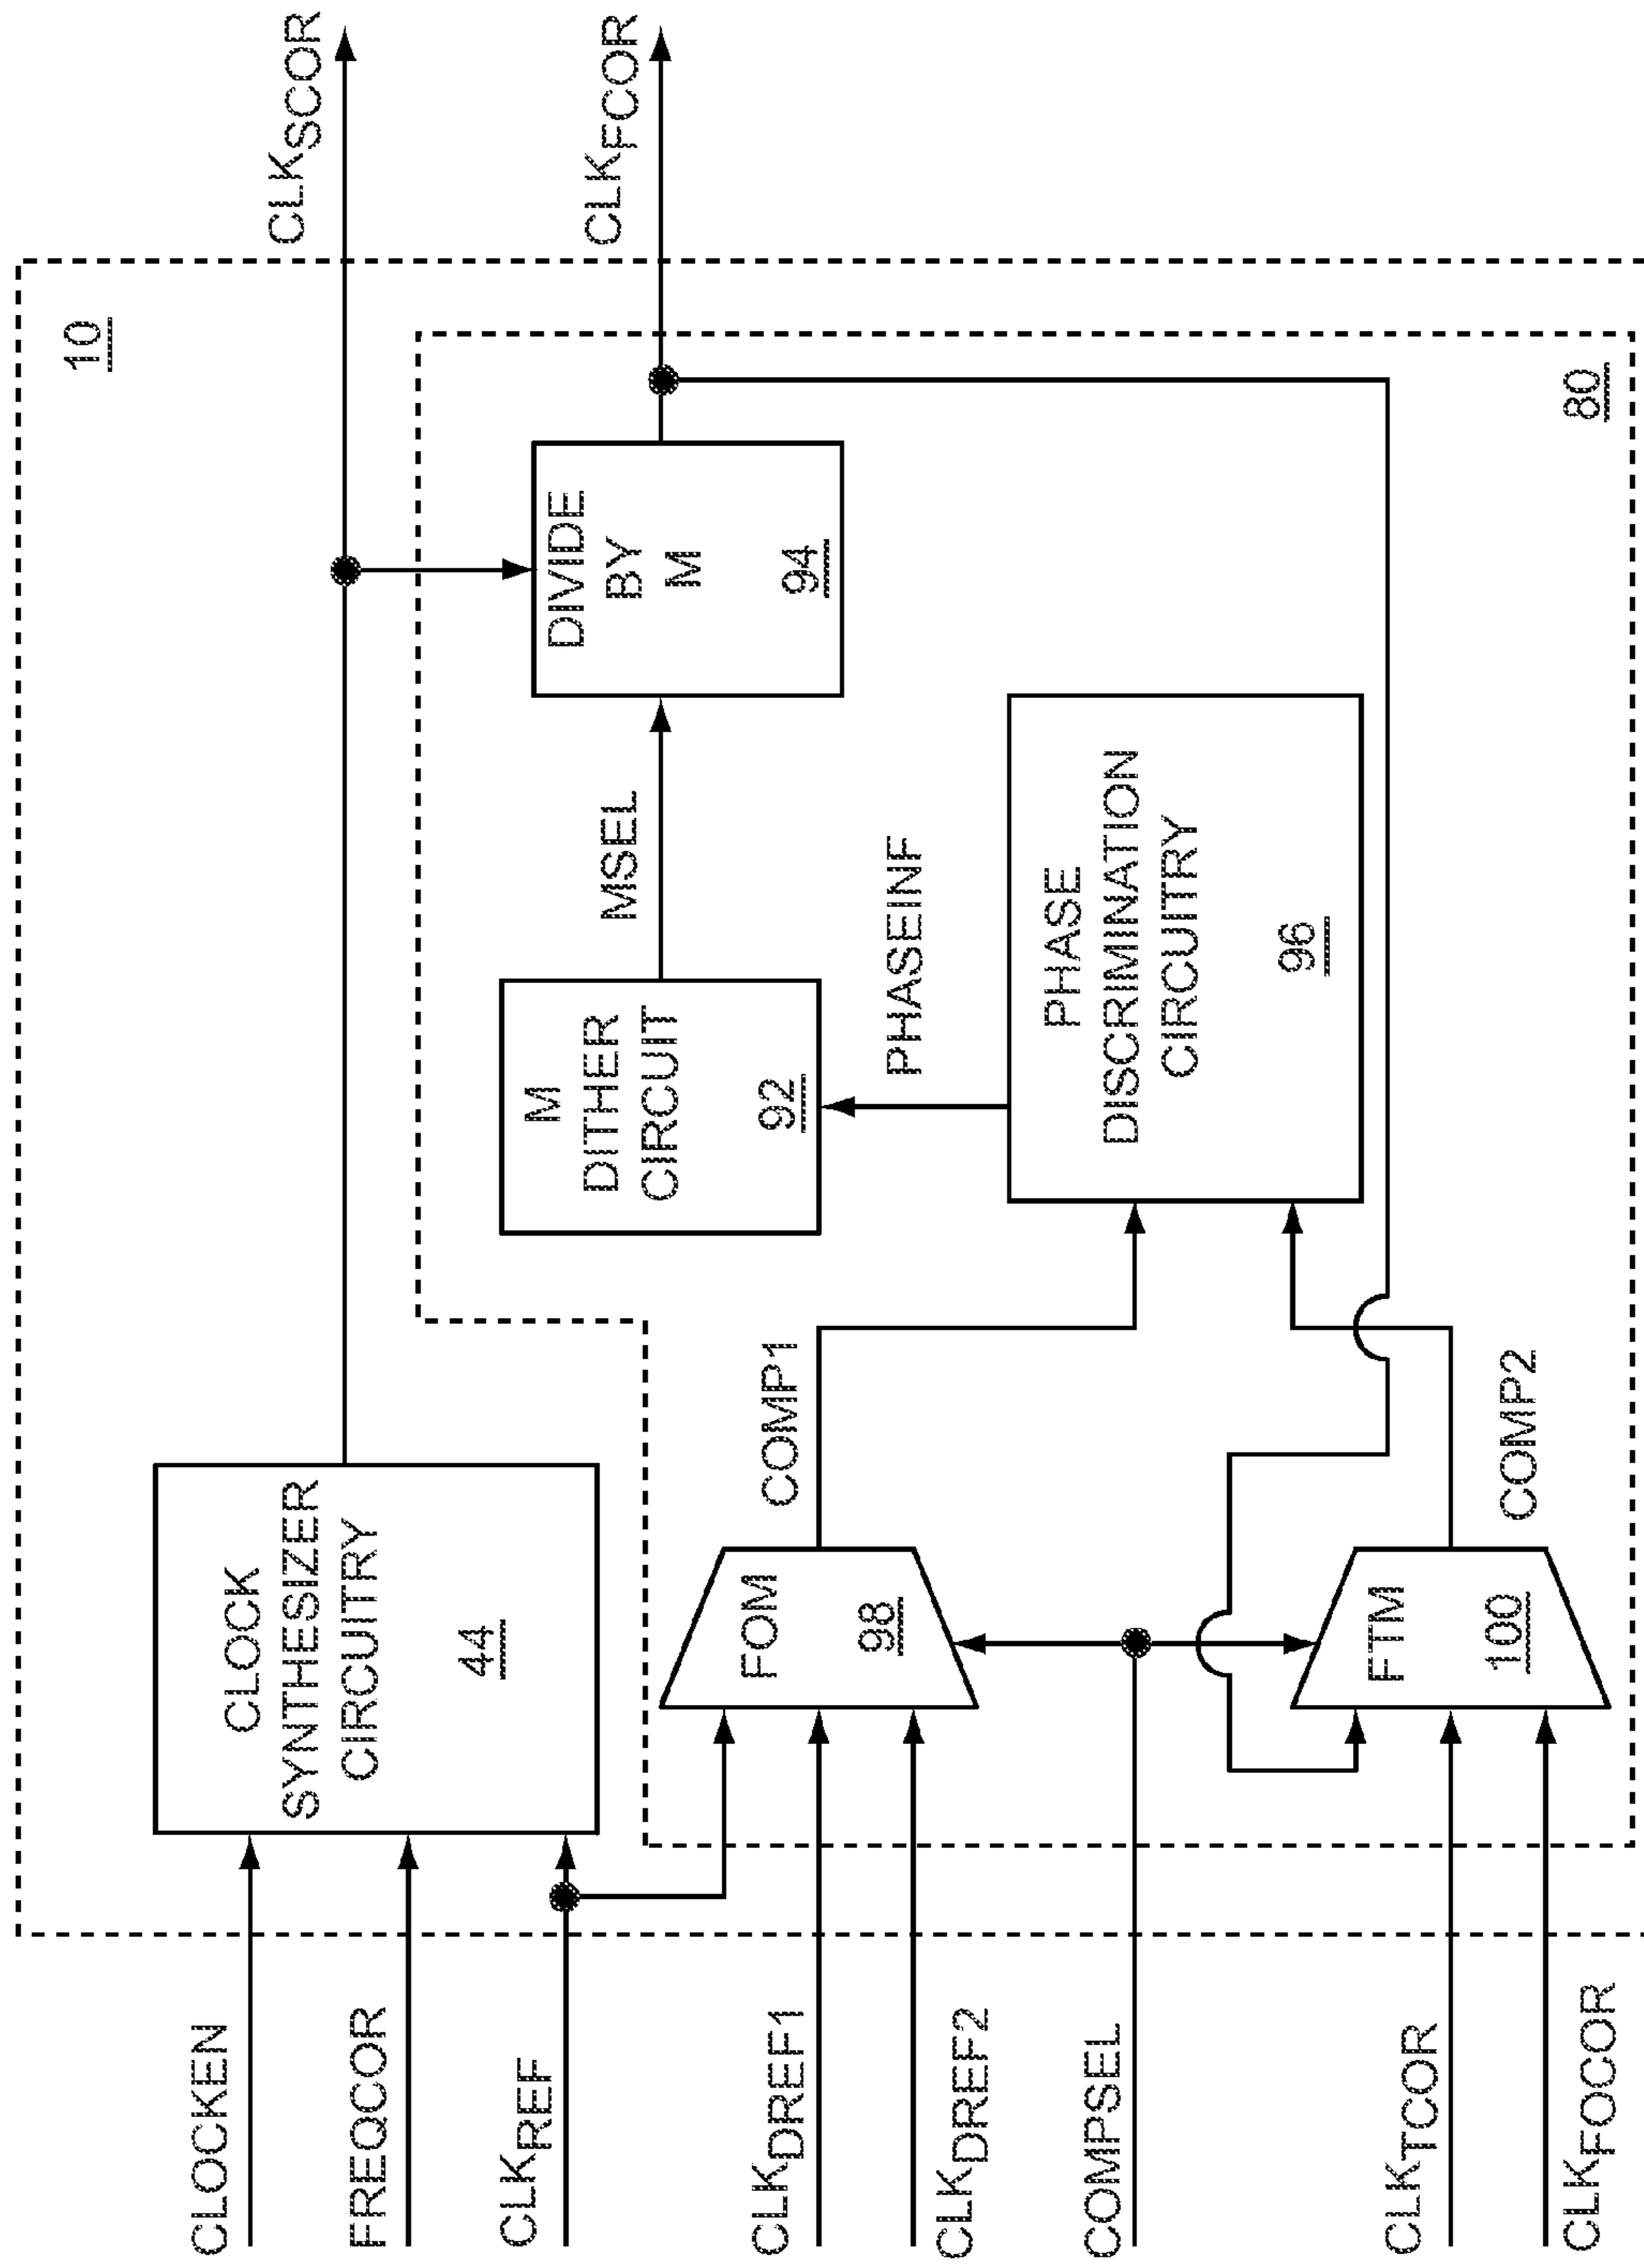 CLOCKEN
FREQCOR
CLKREF
CLKDREF1
CLKDREF2
COMPSEL
CLKTCOR
CLKFOCOR
CLOCK
SYNTHESIZER
CIRCUITRY
44
FOM
98
FTM
100
COMP1
COMP2
M
DITHER
CIRCUIT
92
PHASEINF
PHASE
DISCRIMINATION
CIRCUITRY
96
MSEL
DIVIDE
BY
M
94
10
80
CLKSCOR
CLKFCOR